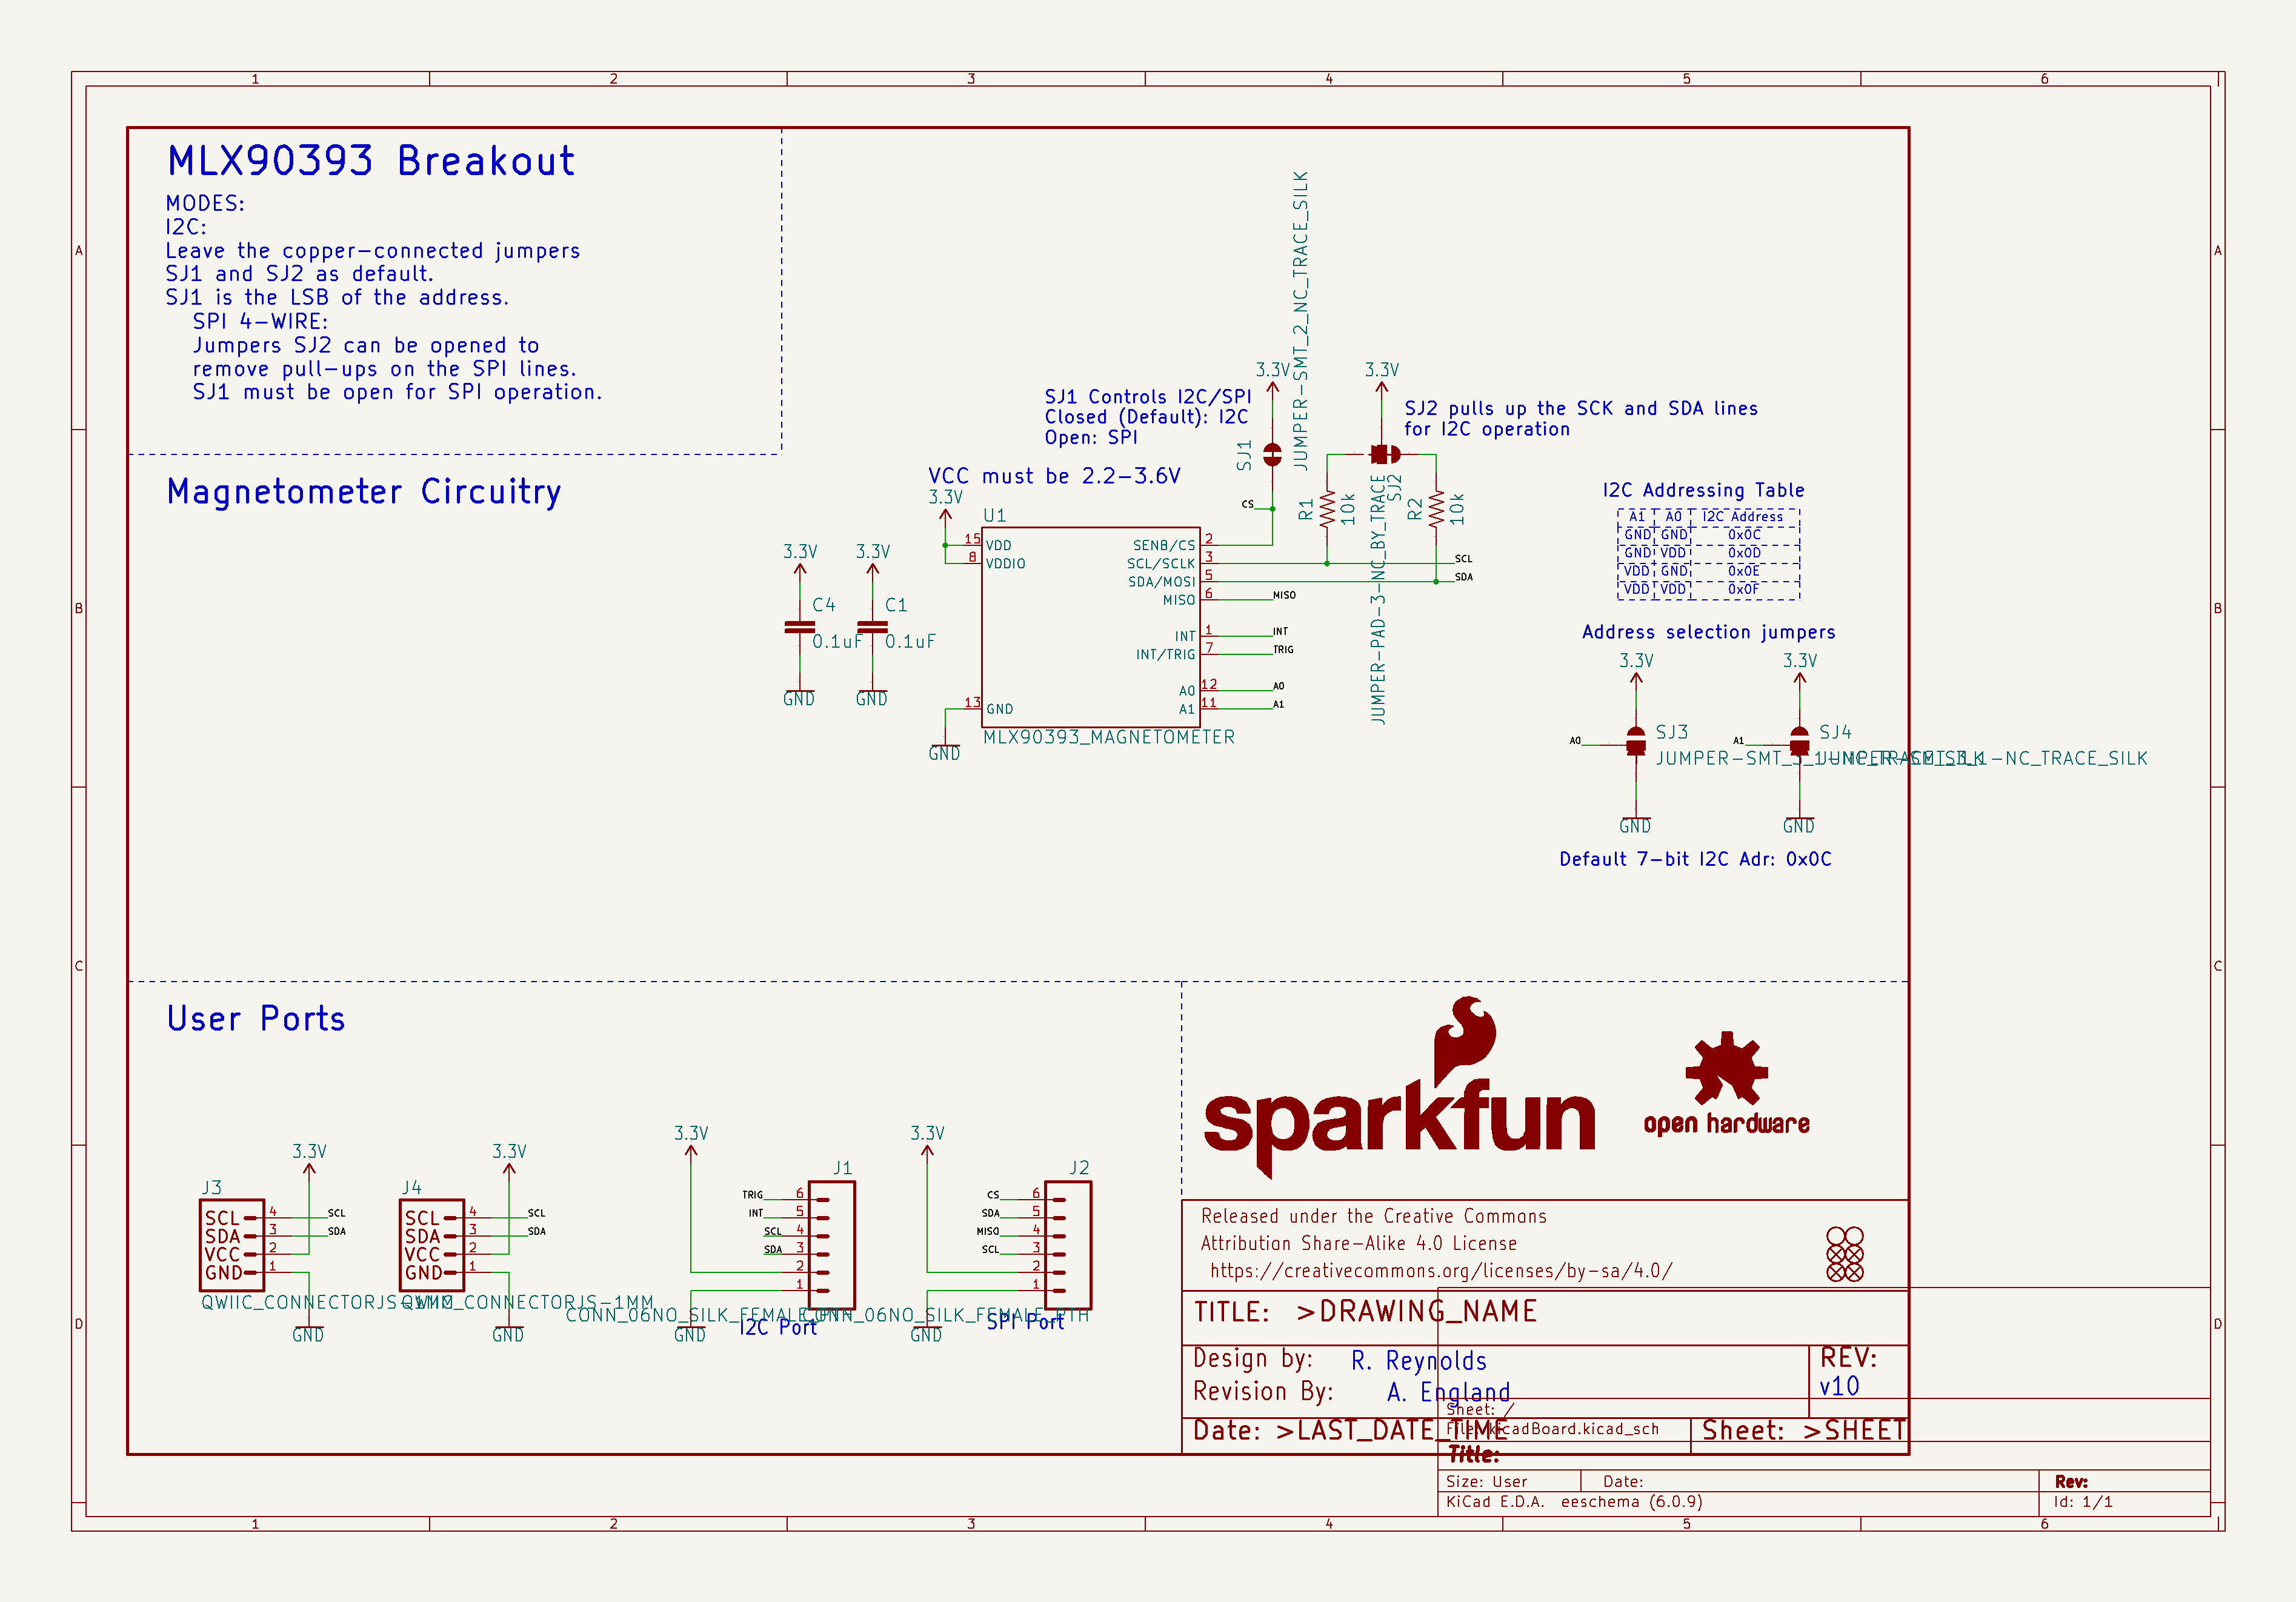 1 2 3 4 5 6
A
B
C
D
A
B
C
D
MLX90393 Breakout
MODES:
I2C:
Leave the copper-connected jumpers
SJ1 and SJ2 as default.
SJ1 is the LSB of the address.
SPI 4-WIRE:
Jumpers SJ2 can be opened to
remove pull-ups on the SPI lines.
SJ1 must be open for SPI operation.
Magnetometer Circuitry
3.3V
C4
0.1uF
GND
3.3V
C1
0.1uF
GND
VCC must be 2.2-3.6V
3.3V
U1
15 VDD
8 VDDIO
13 GND
GND
SENB/CS 2
SCL/SCLK 3
SDA/MOSI 5
MISO 6
INT 1
INT/TRIG 7
A0 12
A1 11
MLX90393_MAGNETOMETER
MISO
INT
TRIG
A0
A1
SCL
SDA
SJ1 Controls I2C/SPI
Closed (Default): I2C
Open: SPI
3.3V
SJ1
JUMPER-SMT_2_NC_TRACE_SILK
CS
3.3V
SJ2 pulls up the SCK and SDA lines
for I2C operation
SJ2
JUMPER-PAD-3-NC_BY_TRACE
R1
10k
R2
10k
I2C Addressing Table
A1 A0 I2C Address
GND GND 0x0C
GND VDD 0x0D
VDD GND 0x0E
VDD VDD 0x0F
Address selection jumpers
3.3V
A0
SJ3
JUMPER-SMT_3_1-NC_TRACE_SILK
GND
3.3V
A1
SJ4
JUMPER-SMT_3_1-NC_TRACE_SILK
GND
Default 7-bit I2C Adr: 0x0C
User Ports
3.3V
J3
SCL 4 SCL
SDA 3 SDA
VCC 2
GND 1
QWIIC_CONNECTORJS-1MM
GND
3.3V
J4
SCL 4 SCL
SDA 3 SDA
VCC 2
GND 1
QWIIC_CONNECTORJS-1MM
GND
3.3V
J1
TRIG 6
INT 5
SCL 4
SDA 3
2
1
CONN_06NO_SILK_FEMALE_PTH
GND
I2C Port
3.3V
J2
CS 6
SDA 5
MISO 4
SCL 3
2
1
CONN_06NO_SILK_FEMALE_PTH
GND
SPI Port
sparkfun
open hardware
Released under the Creative Commons
Attribution Share-Alike 4.0 License
https://creativecommons.org/licenses/by-sa/4.0/
TITLE: >DRAWING_NAME
Design by: R. Reynolds
Revision By: A. England
REV:
v10
Date: >LAST_DATE_TIME
Sheet: >SHEET
Sheet: /
File: kicadBoard.kicad_sch
Title:
Size: User Date: Rev:
KiCad E.D.A. eeschema (6.0.9) Id: 1/1
1 2 3 4 5 6